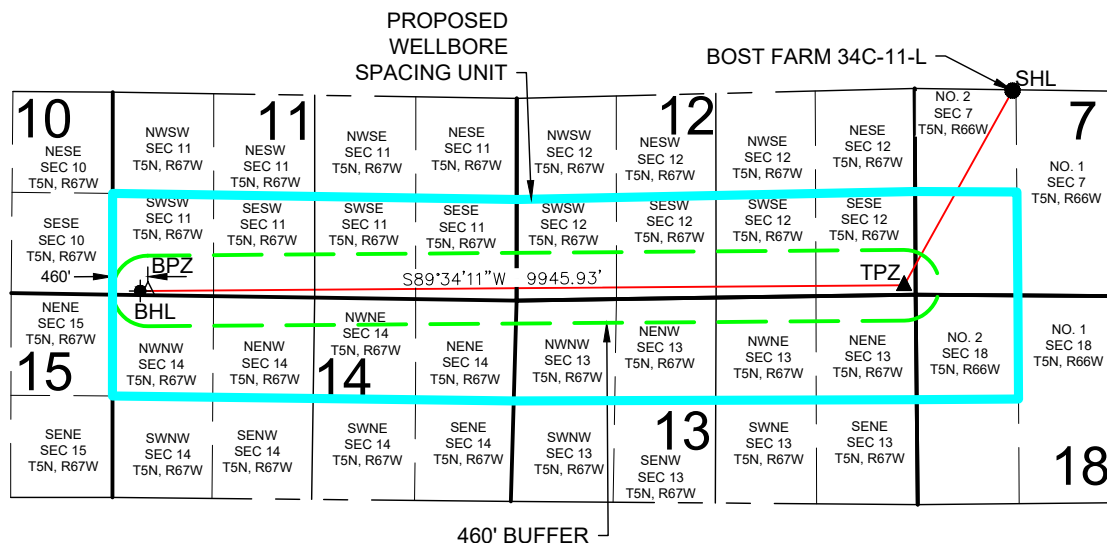 PROPOSED
WELLBORE
SPACING UNIT
BOST FARM 34C-11-L
SHL
10
NESE
SEC 10
T5N, R67W
NWSW
SEC 11
T5N, R67W
11
NESW
SEC 11
T5N, R67W
NWSE
SEC 11
T5N, R67W
NESE
SEC 11
T5N, R67W
NWSW
SEC 12
T5N, R67W
12
NESW
SEC 12
T5N, R67W
NWSE
SEC 12
T5N, R67W
NESE
SEC 12
T5N, R67W
NO. 2
SEC 7
T5N, R66W
7
NO. 1
SEC 7
T5N, R66W
SESE
SEC 10
T5N, R67W
SWSW
SEC 11
T5N, R67W
SESW
SEC 11
T5N, R67W
SWSE
SEC 11
T5N, R67W
SESE
SEC 11
T5N, R67W
SWSW
SEC 12
T5N, R67W
SESW
SEC 12
T5N, R67W
SWSE
SEC 12
T5N, R67W
SESE
SEC 12
T5N, R67W
460'
BPZ
S89°34'11"W 9945.93'
TPZ
BHL
NENE
SEC 15
T5N, R67W
15
NWNW
SEC 14
T5N, R67W
NENW
SEC 14
T5N, R67W
NWNE
SEC 14
T5N, R67W
14
NENE
SEC 14
T5N, R67W
NWNW
SEC 13
T5N, R67W
NENW
SEC 13
T5N, R67W
NWNE
SEC 13
T5N, R67W
NENE
SEC 13
T5N, R67W
NO. 2
SEC 18
T5N, R66W
NO. 1
SEC 18
T5N, R66W
SENE
SEC 15
T5N, R67W
SWNW
SEC 14
T5N, R67W
SENW
SEC 14
T5N, R67W
SWNE
SEC 14
T5N, R67W
SENE
SEC 14
T5N, R67W
SWNW
SEC 13
T5N, R67W
13
SENW
SEC 13
T5N, R67W
SWNE
SEC 13
T5N, R67W
SENE
SEC 13
T5N, R67W
18
460' BUFFER